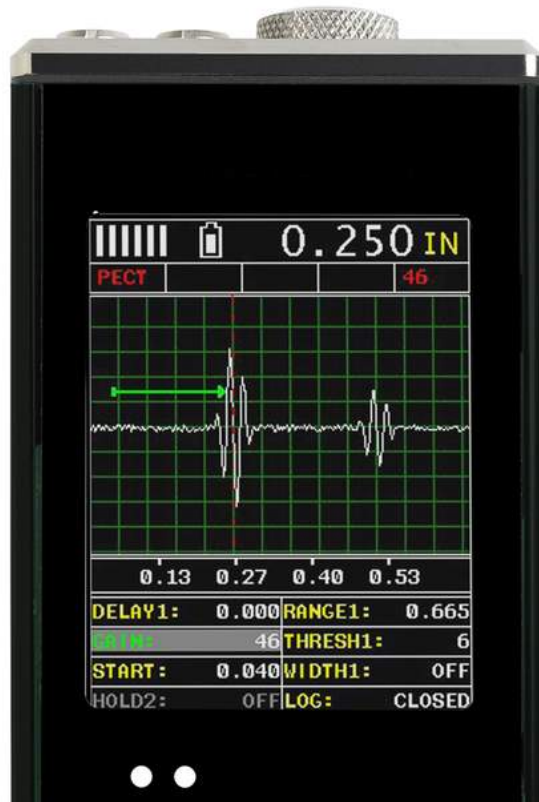 0.250 IN
PECT 46
0.13 0.27 0.40 0.53
DELAY1: 0.000 RANGE1: 0.665
GAIN: 46 THRESH1: 6
START: 0.040 WIDTH1: OFF
HOLD2: OFF LOG: CLOSED